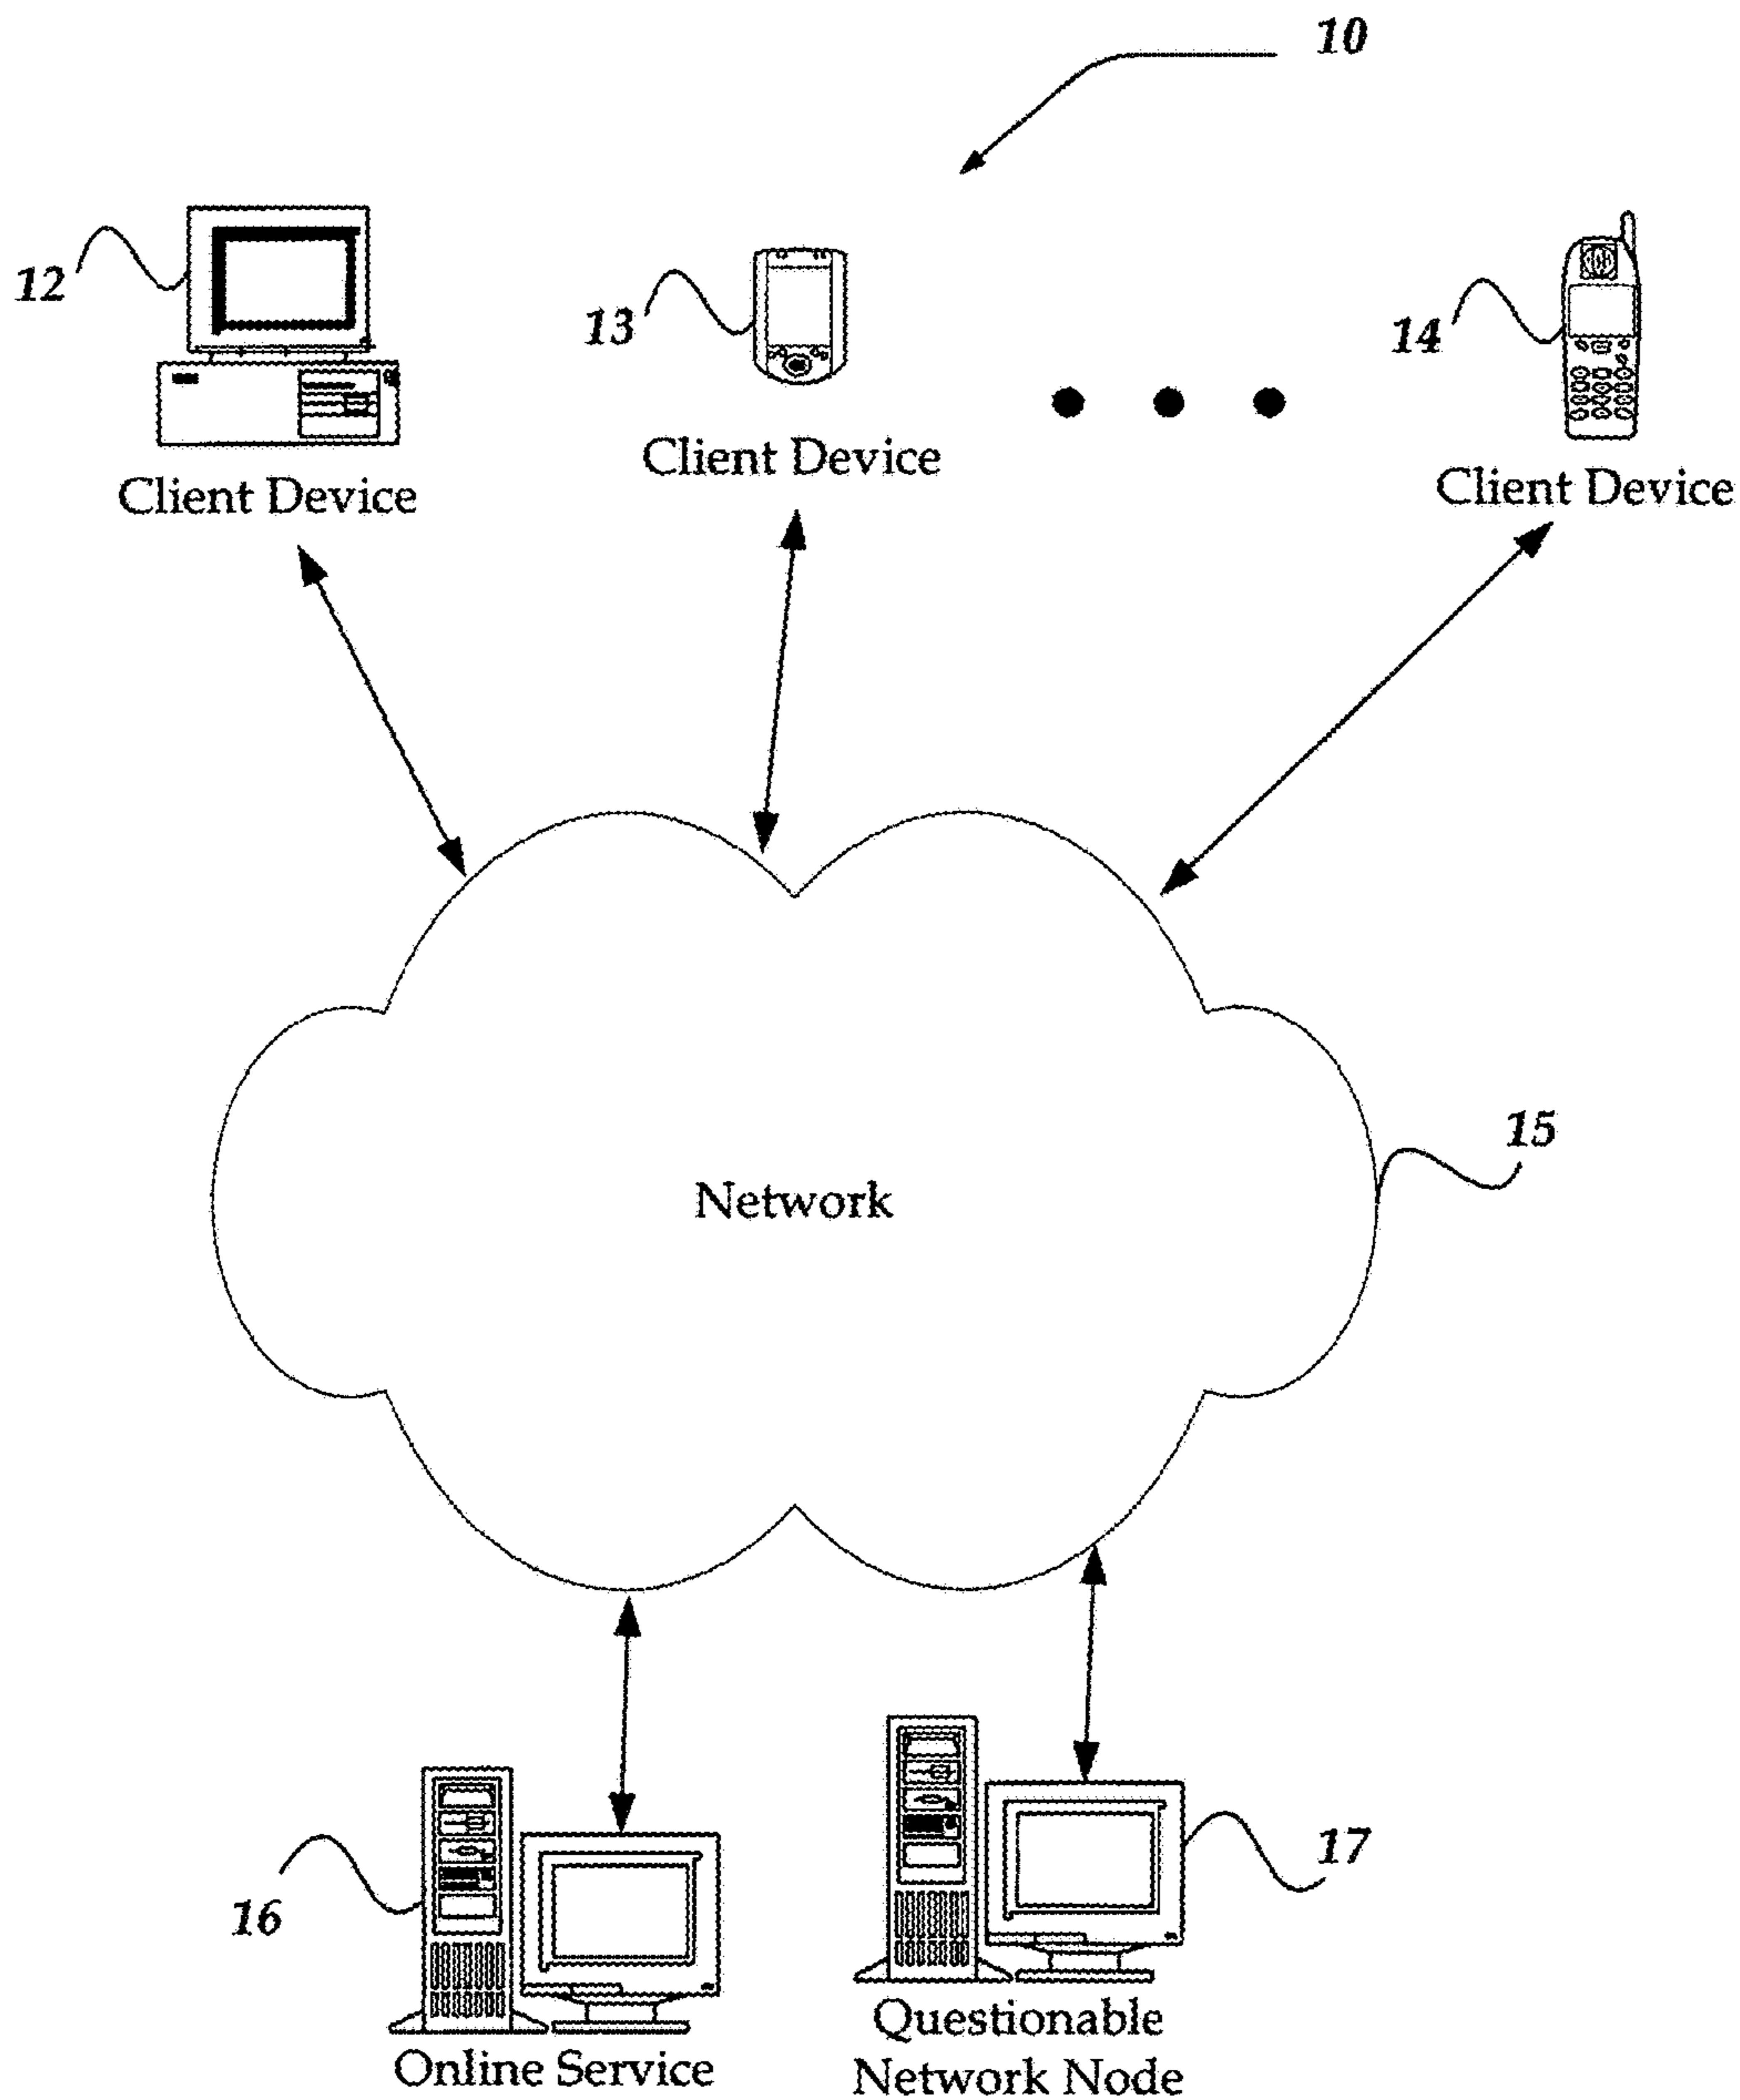 10
12
13
14
Client Device
Client Device
Client Device
Network
15
16
17
Online Service
Questionable
Network Node